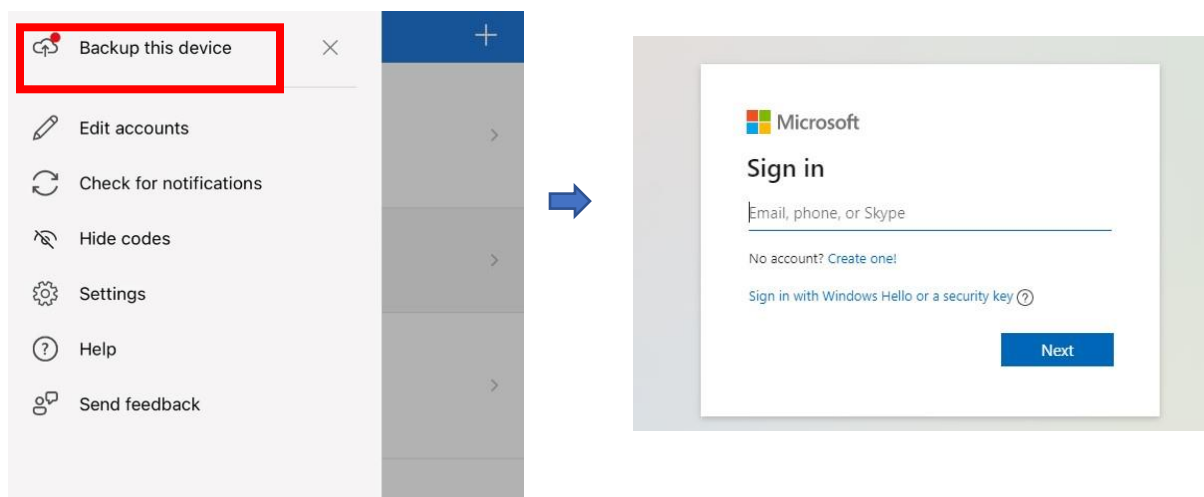 Backup this device
Edit accounts
Check for notifications
Hide codes
Settings
Help
Send feedback
Microsoft
Sign in
Email, phone, or Skype
No account? Create one!
Sign in with Windows Hello or a security key
Next